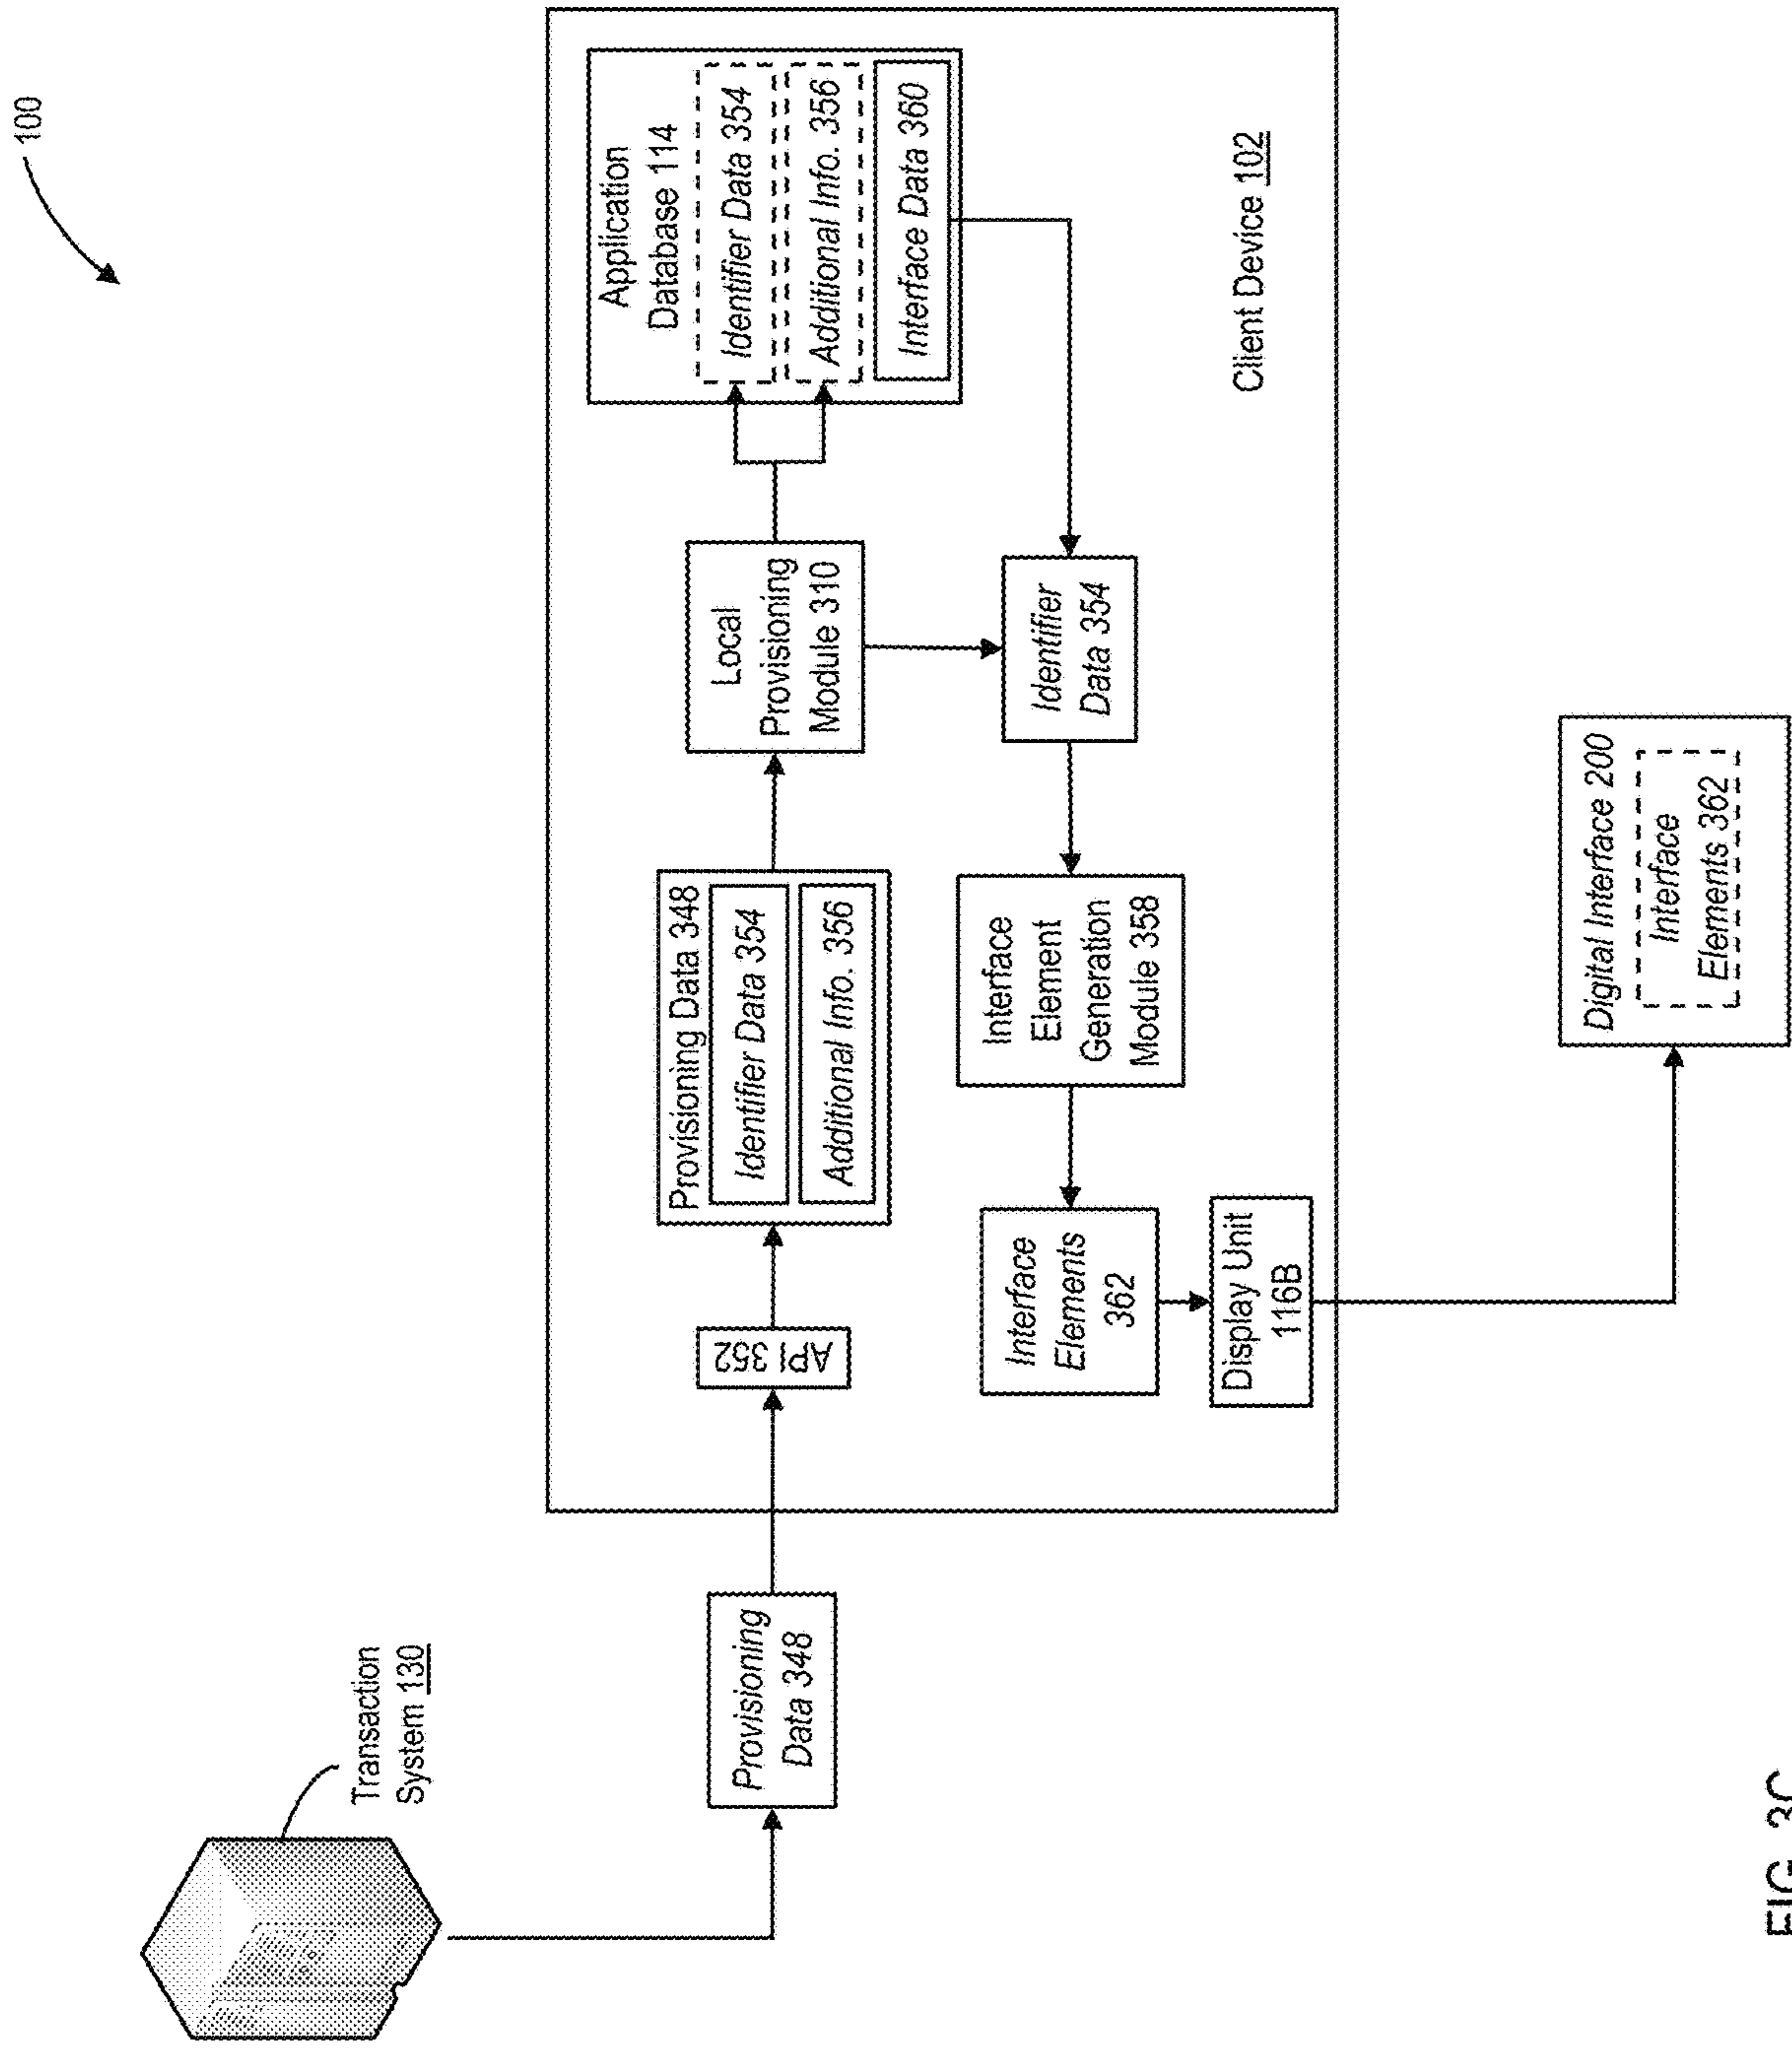 100
Transaction
System 130
Provisioning
Data 348
API 352
Provisioning Data 348
Identifier Data 354
Additional Info. 356
Local
Provisioning
Module 310
Application
Database 114
Identifier Data 354
Additional Info. 356
Interface Data 360
Identifier
Data 354
Interface
Element
Generation
Module 358
Interface
Elements
362
Display Unit
116B
Client Device 102
Digital Interface 200
Interface
Elements 362
FIG. 3C